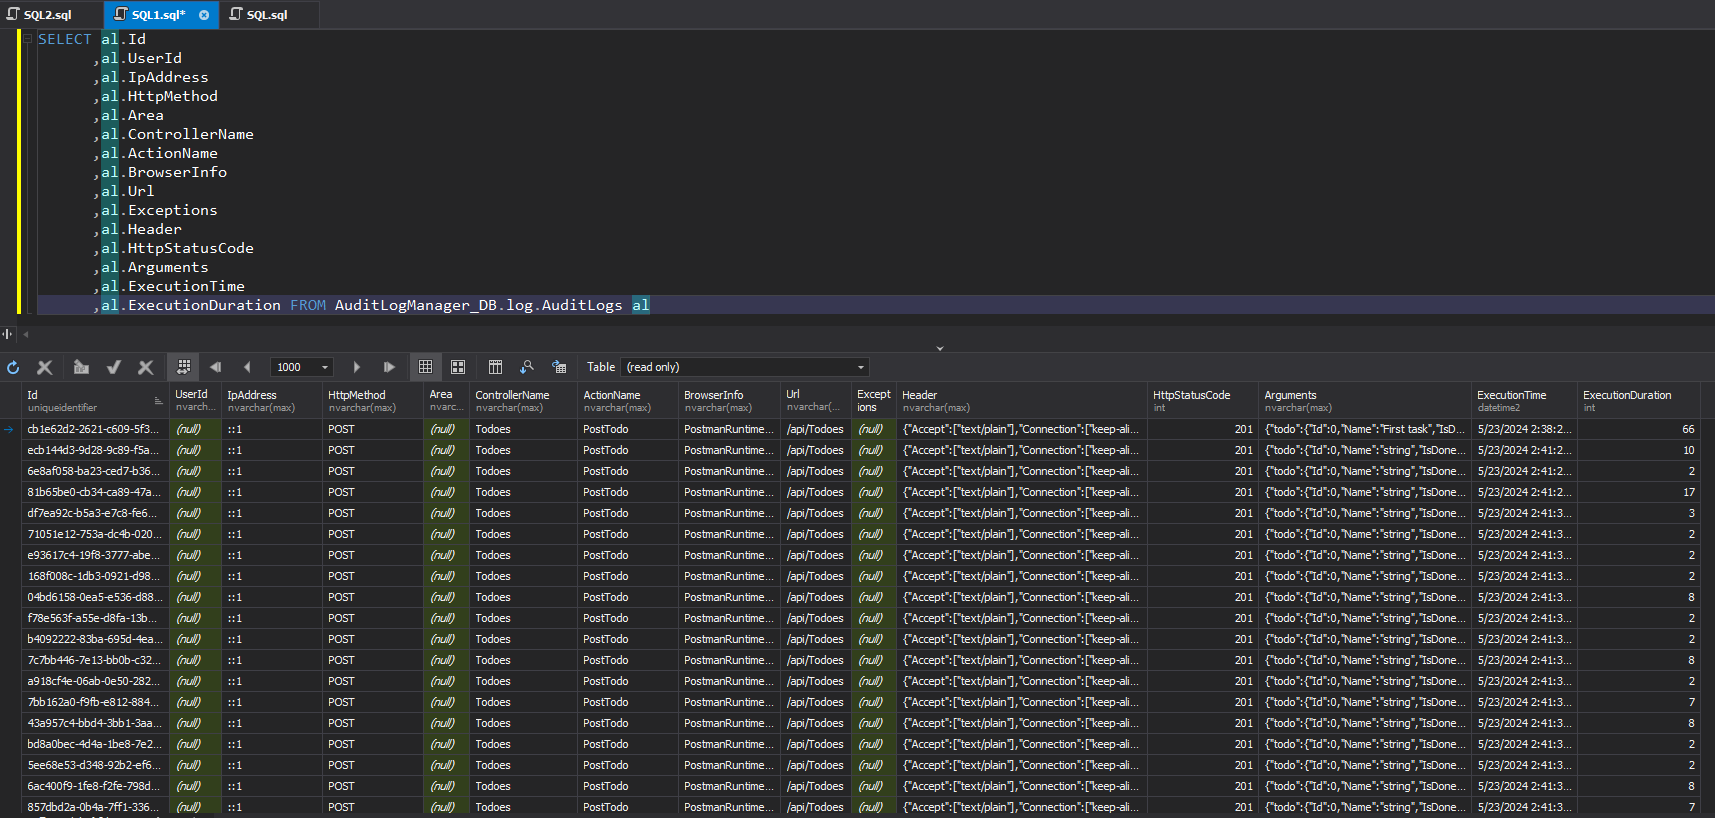 SQL2.sql SQL1.sql* SQL.sql
SELECT al.Id
,al.UserId
,al.IpAddress
,al.HttpMethod
,al.Area
,al.ControllerName
,al.ActionName
,al.BrowserInfo
,al.Url
,al.Exceptions
,al.Header
,al.HttpStatusCode
,al.Arguments
,al.ExecutionTime
,al.ExecutionDuration FROM AuditLogManager_DB.log.AuditLogs al
1000 Table (read only)
Id UserId IpAddress HttpMethod Area ControllerName ActionName BrowserInfo Url Exceptions Header HttpStatusCode Arguments ExecutionTime ExecutionDuration
uniqueidentifier nvarch... nvarchar(max) nvarchar(max) nvarc... nvarchar(max) nvarchar(max) nvarchar(max) nvarchar(... nvarchar(max) int nvarchar(max) datetime2 int
cb1e62d2-2621-c609-5f3... (null) ::1 POST (null) Todoes PostTodo PostmanRuntime... /api/Todoes (null) {"Accept":["text/plain"],"Connection":["keep-ali... 201 {"todo":{"Id":0,"Name":"First task","IsD... 5/23/2024 2:38:2... 66
ecb144d3-9d28-9c89-f5a... (null) ::1 POST (null) Todoes PostTodo PostmanRuntime... /api/Todoes (null) {"Accept":["text/plain"],"Connection":["keep-ali... 201 {"todo":{"Id":0,"Name":"string","IsDone... 5/23/2024 2:41:2... 10
6e8af058-ba23-ced7-b36... (null) ::1 POST (null) Todoes PostTodo PostmanRuntime... /api/Todoes (null) {"Accept":["text/plain"],"Connection":["keep-ali... 201 {"todo":{"Id":0,"Name":"string","IsDone... 5/23/2024 2:41:2... 2
81b65be0-cb34-ca89-47a... (null) ::1 POST (null) Todoes PostTodo PostmanRuntime... /api/Todoes (null) {"Accept":["text/plain"],"Connection":["keep-ali... 201 {"todo":{"Id":0,"Name":"string","IsDone... 5/23/2024 2:41:2... 17
df7ea92c-b5a3-e7c8-fe6... (null) ::1 POST (null) Todoes PostTodo PostmanRuntime... /api/Todoes (null) {"Accept":["text/plain"],"Connection":["keep-ali... 201 {"todo":{"Id":0,"Name":"string","IsDone... 5/23/2024 2:41:3... 3
71051e12-753a-dc4b-020... (null) ::1 POST (null) Todoes PostTodo PostmanRuntime... /api/Todoes (null) {"Accept":["text/plain"],"Connection":["keep-ali... 201 {"todo":{"Id":0,"Name":"string","IsDone... 5/23/2024 2:41:3... 2
e93617c4-19f8-3777-abe... (null) ::1 POST (null) Todoes PostTodo PostmanRuntime... /api/Todoes (null) {"Accept":["text/plain"],"Connection":["keep-ali... 201 {"todo":{"Id":0,"Name":"string","IsDone... 5/23/2024 2:41:3... 2
168f008c-1db3-0921-d98... (null) ::1 POST (null) Todoes PostTodo PostmanRuntime... /api/Todoes (null) {"Accept":["text/plain"],"Connection":["keep-ali... 201 {"todo":{"Id":0,"Name":"string","IsDone... 5/23/2024 2:41:3... 2
04bd6158-0ea5-e536-d88... (null) ::1 POST (null) Todoes PostTodo PostmanRuntime... /api/Todoes (null) {"Accept":["text/plain"],"Connection":["keep-ali... 201 {"todo":{"Id":0,"Name":"string","IsDone... 5/23/2024 2:41:3... 8
f78e563f-a55e-d8fa-13b... (null) ::1 POST (null) Todoes PostTodo PostmanRuntime... /api/Todoes (null) {"Accept":["text/plain"],"Connection":["keep-ali... 201 {"todo":{"Id":0,"Name":"string","IsDone... 5/23/2024 2:41:3... 2
b4092222-83ba-695d-4ea... (null) ::1 POST (null) Todoes PostTodo PostmanRuntime... /api/Todoes (null) {"Accept":["text/plain"],"Connection":["keep-ali... 201 {"todo":{"Id":0,"Name":"string","IsDone... 5/23/2024 2:41:3... 2
7c7bb446-7e13-bb0b-c32... (null) ::1 POST (null) Todoes PostTodo PostmanRuntime... /api/Todoes (null) {"Accept":["text/plain"],"Connection":["keep-ali... 201 {"todo":{"Id":0,"Name":"string","IsDone... 5/23/2024 2:41:3... 8
a918cf4e-06ab-0e50-282... (null) ::1 POST (null) Todoes PostTodo PostmanRuntime... /api/Todoes (null) {"Accept":["text/plain"],"Connection":["keep-ali... 201 {"todo":{"Id":0,"Name":"string","IsDone... 5/23/2024 2:41:3... 2
7bb162a0-f9fb-e812-884... (null) ::1 POST (null) Todoes PostTodo PostmanRuntime... /api/Todoes (null) {"Accept":["text/plain"],"Connection":["keep-ali... 201 {"todo":{"Id":0,"Name":"string","IsDone... 5/23/2024 2:41:3... 7
43a957c4-bbd4-3bb1-3aa... (null) ::1 POST (null) Todoes PostTodo PostmanRuntime... /api/Todoes (null) {"Accept":["text/plain"],"Connection":["keep-ali... 201 {"todo":{"Id":0,"Name":"string","IsDone... 5/23/2024 2:41:3... 8
bd8a0bec-4d4a-1be8-7e2... (null) ::1 POST (null) Todoes PostTodo PostmanRuntime... /api/Todoes (null) {"Accept":["text/plain"],"Connection":["keep-ali... 201 {"todo":{"Id":0,"Name":"string","IsDone... 5/23/2024 2:41:3... 2
5ee68e53-d348-92b2-ef6... (null) ::1 POST (null) Todoes PostTodo PostmanRuntime... /api/Todoes (null) {"Accept":["text/plain"],"Connection":["keep-ali... 201 {"todo":{"Id":0,"Name":"string","IsDone... 5/23/2024 2:41:3... 2
6ac400f9-1fe8-f2fe-798d... (null) ::1 POST (null) Todoes PostTodo PostmanRuntime... /api/Todoes (null) {"Accept":["text/plain"],"Connection":["keep-ali... 201 {"todo":{"Id":0,"Name":"string","IsDone... 5/23/2024 2:41:3... 8
857dbd2a-0b4a-7ff1-336... (null) ::1 POST (null) Todoes PostTodo PostmanRuntime... /api/Todoes (null) {"Accept":["text/plain"],"Connection":["keep-ali... 201 {"todo":{"Id":0,"Name":"string","IsDone... 5/23/2024 2:41:3... 7